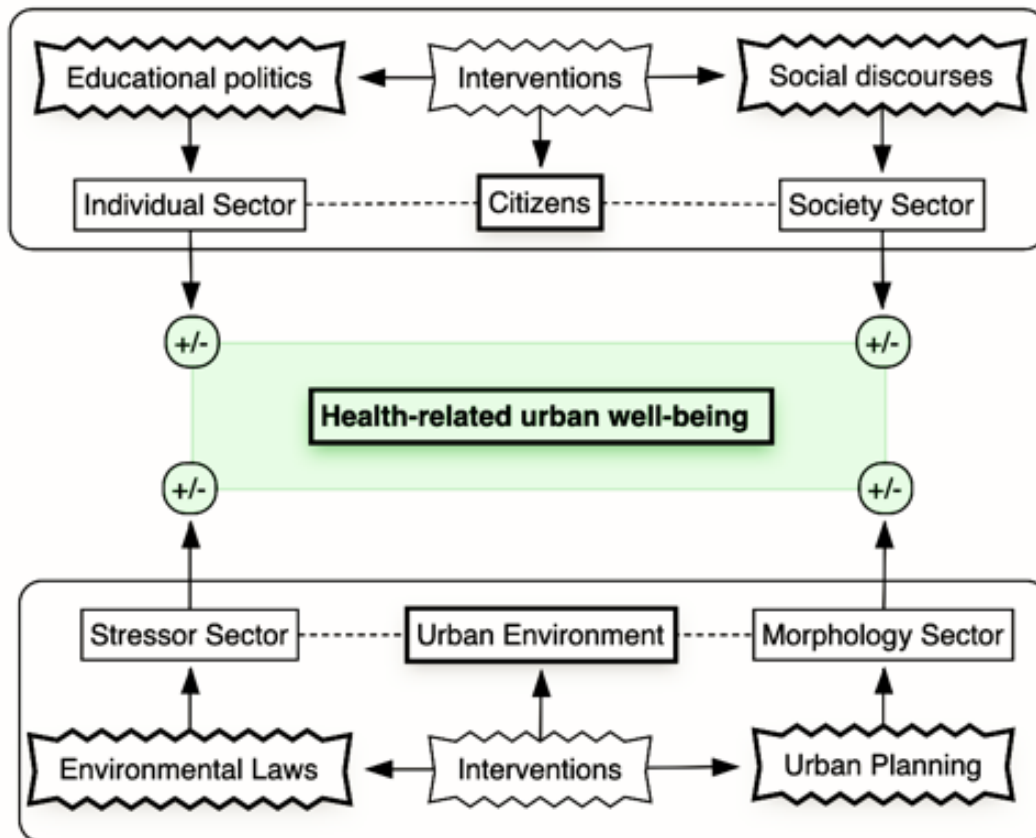 Educational politics
Interventions
Social discourses
Individual Sector
Citizens
Society Sector
+/-
+/-
Health-related urban well-being
+/-
+/-
Stressor Sector
Urban Environment
Morphology Sector
Environmental Laws
Interventions
Urban Planning